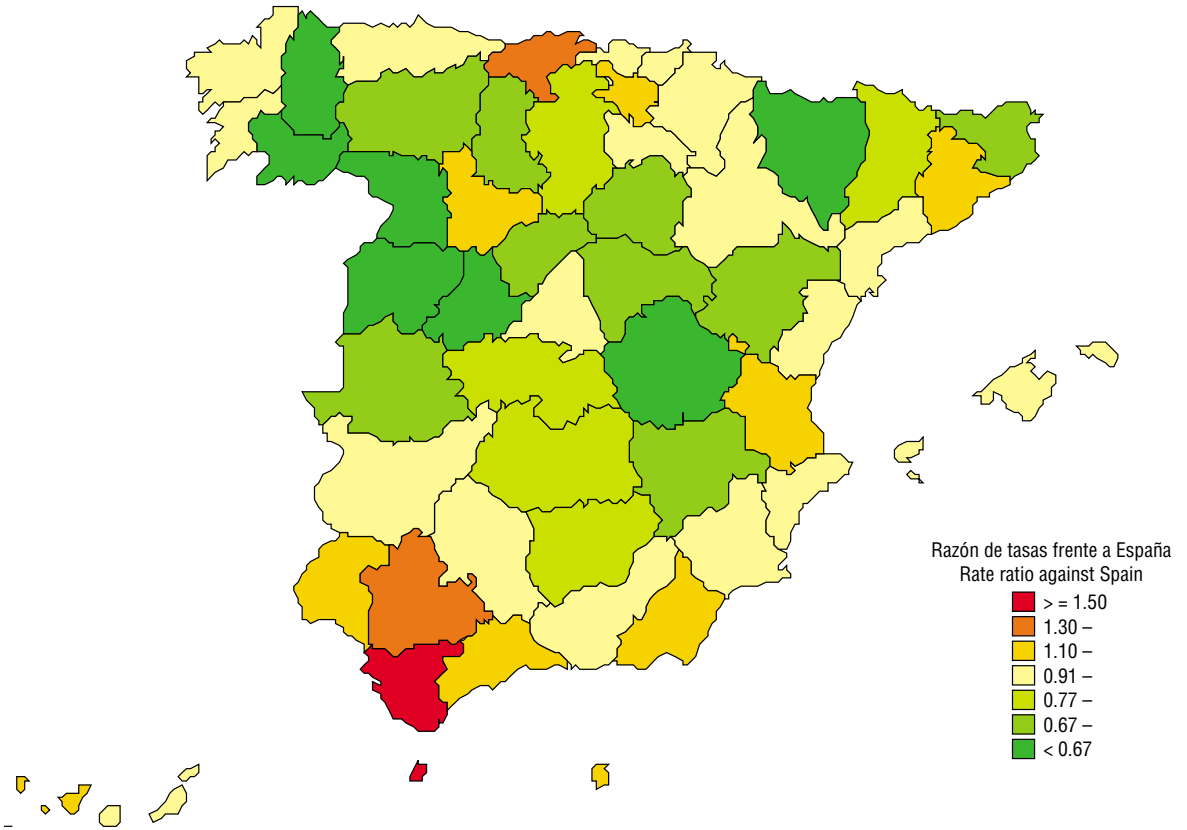 Razón de tasas frente a España
Rate ratio against Spain
> = 1.50
1.30 –
1.10 –
0.91 –
0.77 –
0.67 –
< 0.67